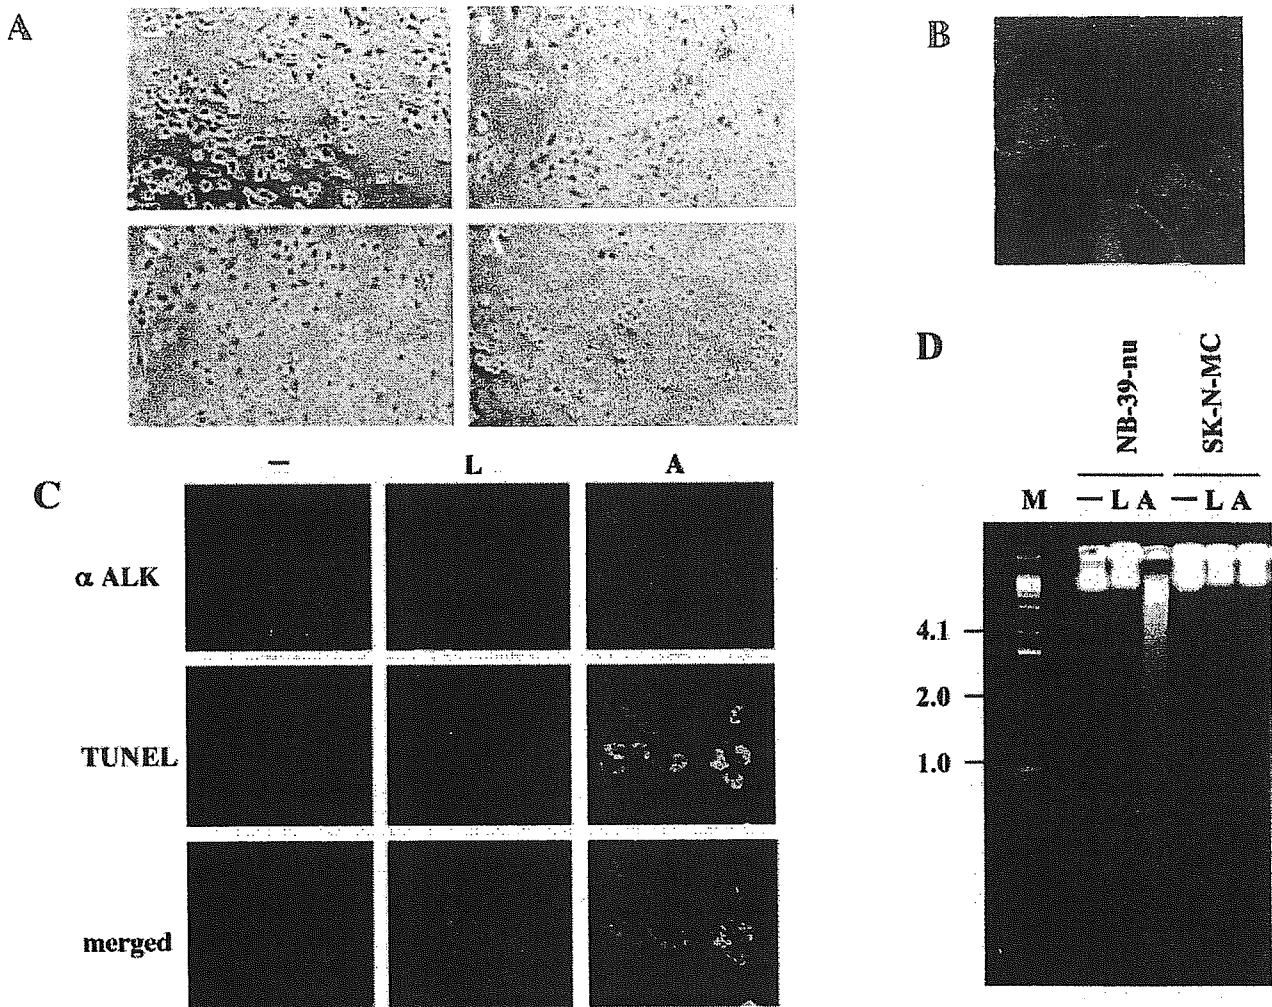 A
B
S
A
D
NB-39-nu
SK-N-MC
M
— L A — L A
4.1
2.0
1.0
C
— L A
α ALK
TUNEL
merged